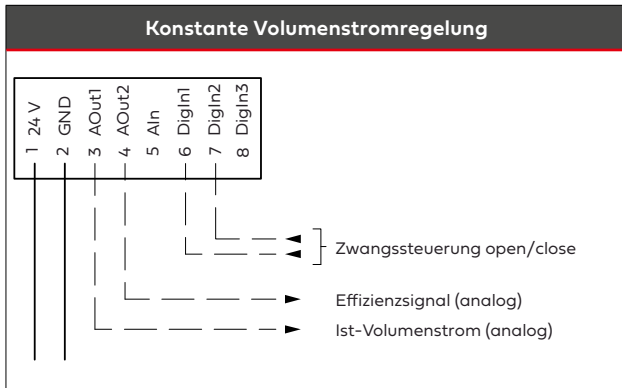 Konstante Volumenstromregelung
1 24 V
2 GND
3 AOut1
4 AOut2
5 AIn
6 DigIn1
7 DigIn2
8 DigIn3
Zwangssteuerung open/close
Effizienzsignal (analog)
Ist-Volumenstrom (analog)